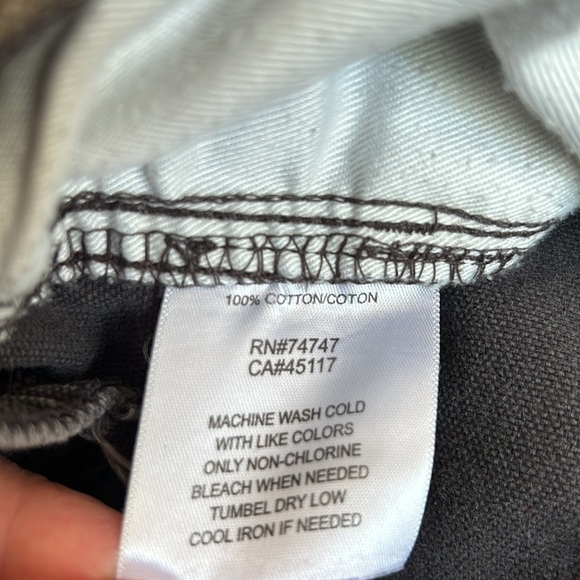 100% COTTON/COTON
RN#74747
CA#45117
MACHINE WASH COLD
WITH LIKE COLORS
ONLY NON-CHLORINE
BLEACH WHEN NEEDED
TUMBEL DRY LOW
COOL IRON IF NEEDED